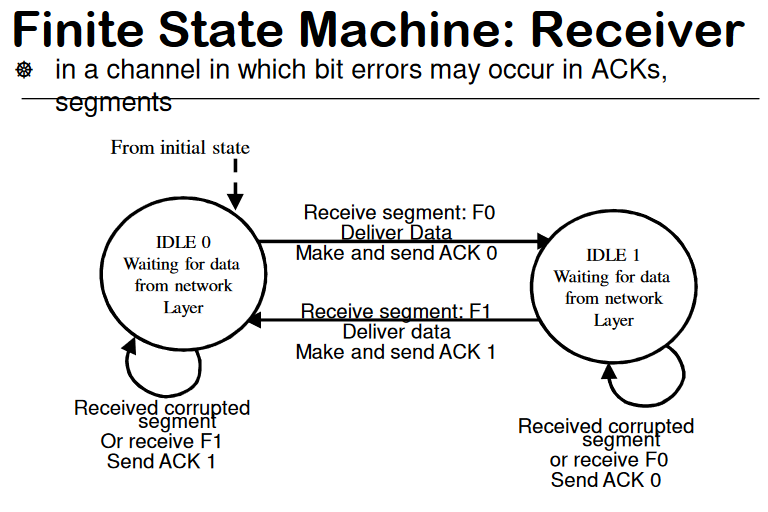 Finite State Machine: Receiver
in a channel in which bit errors may occur in ACKs,
segments
From initial state
Receive segment: F0
Deliver Data
Make and send ACK 0
IDLE 0
Waiting for data
from network
Layer
IDLE 1
Waiting for data
from network
Layer
Receive segment: F1
Deliver data
Make and send ACK 1
Received corrupted
segment
Or receive F1
Send ACK 1
Received corrupted
segment
or receive F0
Send ACK 0